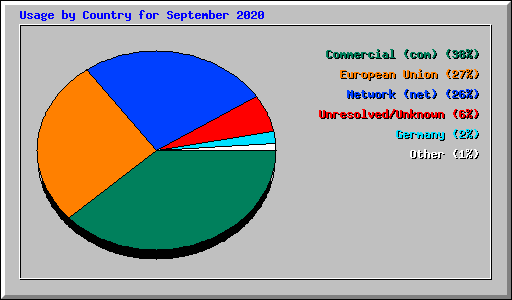 Usage by Country for September 2020
Commercial (com) (38%)
European Union (27%)
Network (net) (26%)
Unresolved/Unknown (6%)
Germany (2%)
Other (1%)